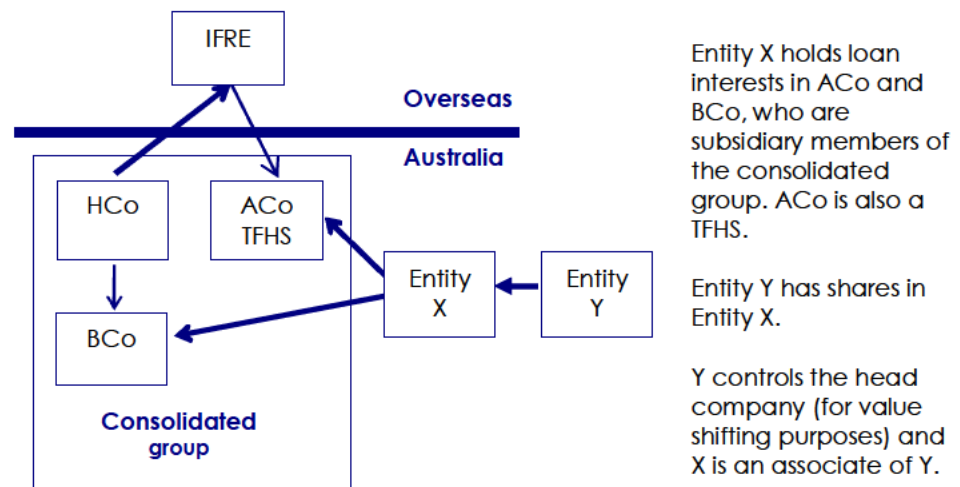 IFRE
Overseas
Australia
HCo
ACo
TFHS
BCo
Entity
X
Entity
Y
Consolidated
group
Entity X holds loan
interests in ACo and
BCo, who are
subsidiary members of
the consolidated
group. ACo is also a
TFHS.
Entity Y has shares in
Entity X.
Y controls the head
company (for value
shifting purposes) and
X is an associate of Y.